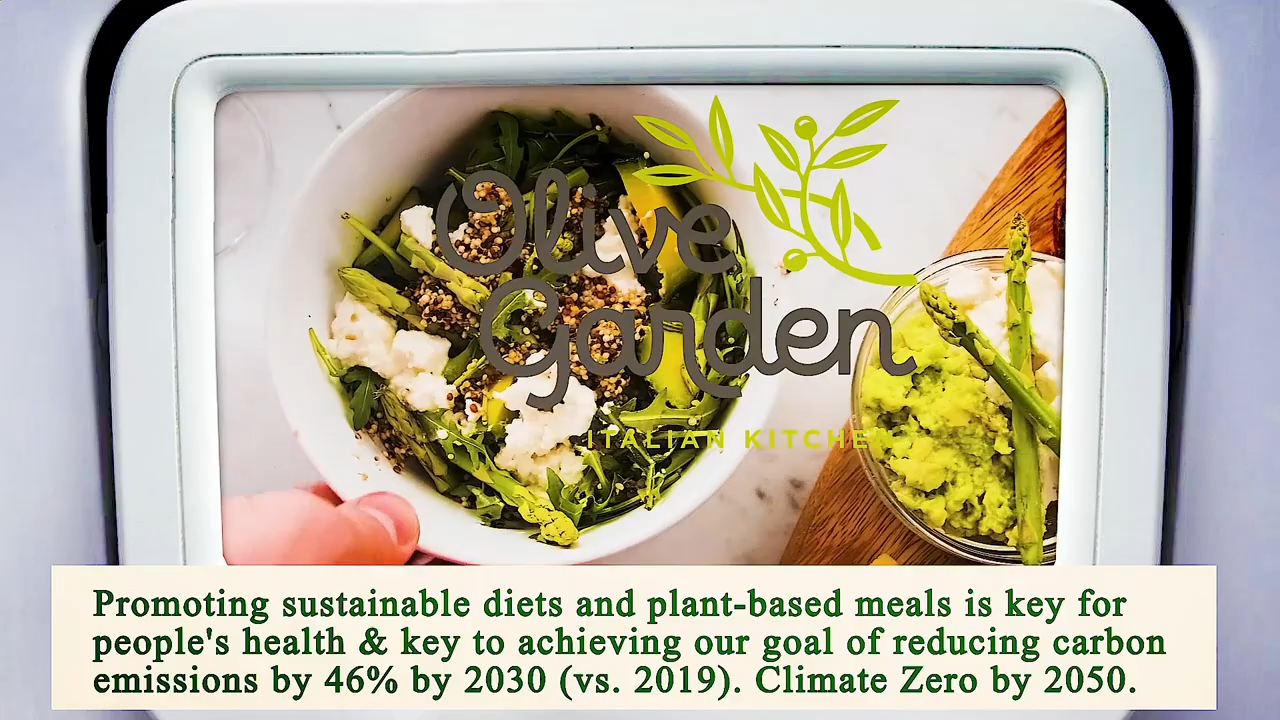 Olive
Garden
ITALIAN KITCHEN
Promoting sustainable diets and plant-based meals is key for
people's health & key to achieving our goal of reducing carbon
emissions by 46% by 2030 (vs. 2019). Climate Zero by 2050.